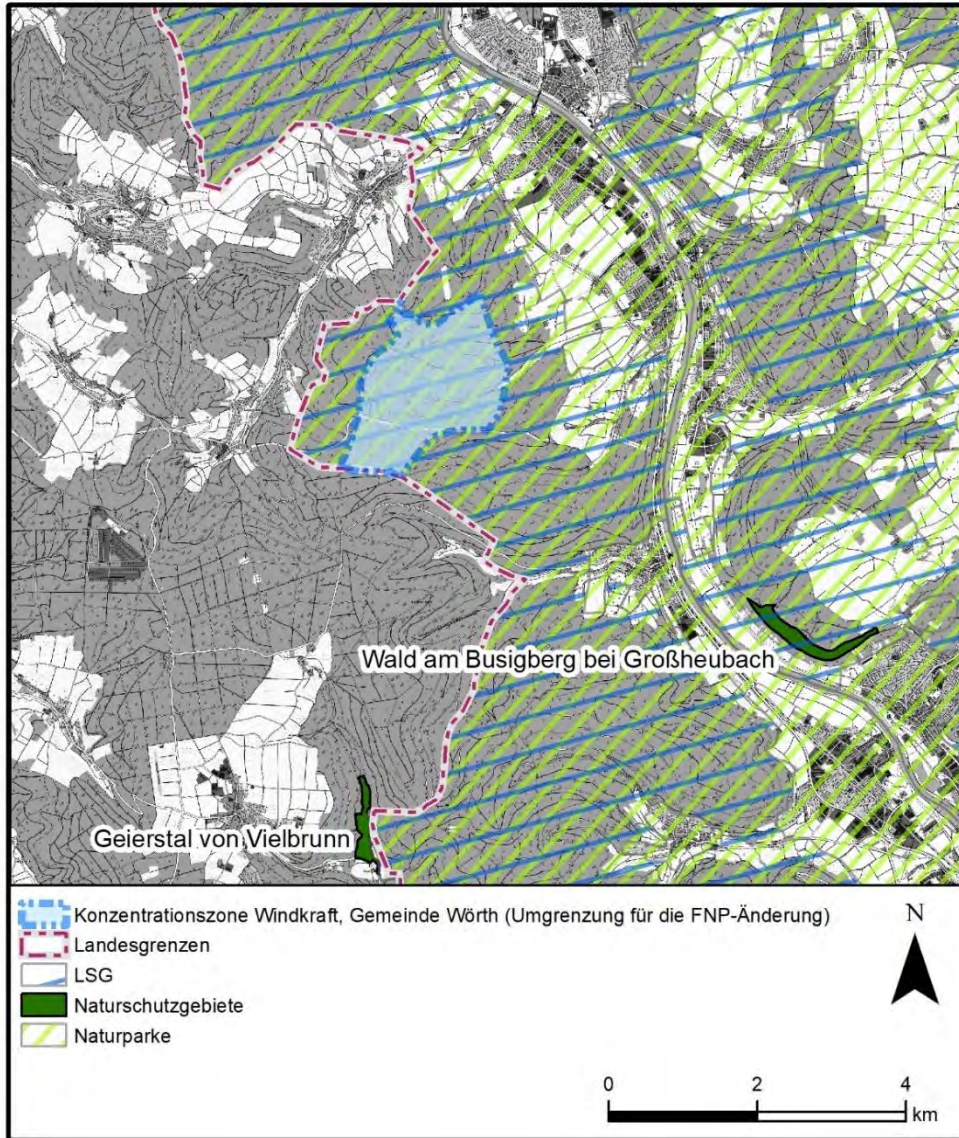 Wald am Busigberg bei Großheubach
Geierstal von Vielbrunn
Konzentrationszone Windkraft, Gemeinde Wörth (Umgrenzung für die FNP-Änderung)
Landesgrenzen
LSG
Naturschutzgebiete
Naturparke
N
0 2 4
km